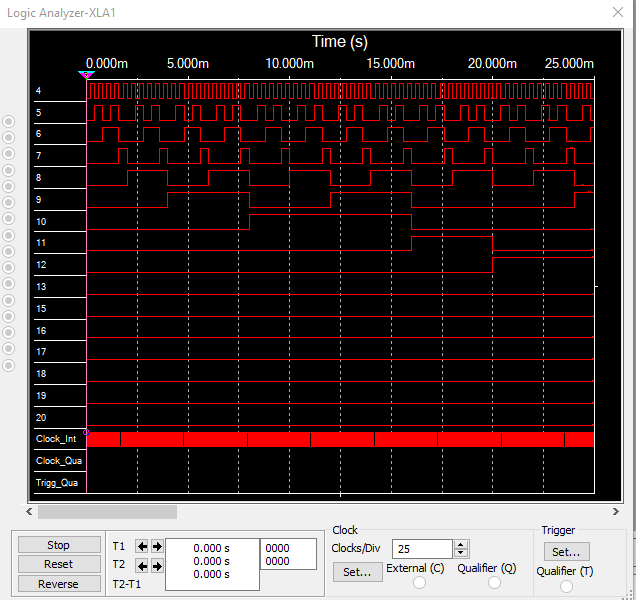 Logic Analyzer-XLA1
Time (s)
0.000m 5.000m 10.000m 15.000m 20.000m 25.000m
4
5
6
7
8
9
10
11
12
13
15
16
17
18
19
20
Clock_Int
Clock_Qua
Trigg_Qua
Stop
Reset
Reverse
T1
T2
T2-T1
0.000 s
0.000 s
0.000 s
0000
0000
Clock
Clocks/Div 25
Set... External (C) Qualifier (Q)
Trigger
Set...
Qualifier (T)